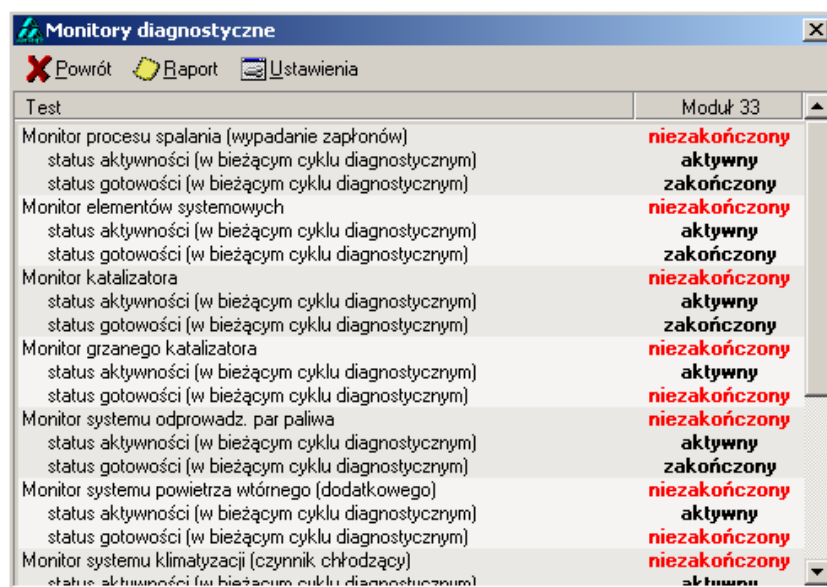 Monitory diagnostyczne
Powrót Raport Ustawienia
Test Moduł 33
Monitor procesu spalania (wypadanie zapłonów) niezakończony
status aktywności (w bieżącym cyklu diagnostycznym) aktywny
status gotowości (w bieżącym cyklu diagnostycznym) zakończony
Monitor elementów systemowych niezakończony
status aktywności (w bieżącym cyklu diagnostycznym) aktywny
status gotowości (w bieżącym cyklu diagnostycznym) zakończony
Monitor katalizatora niezakończony
status aktywności (w bieżącym cyklu diagnostycznym) aktywny
status gotowości (w bieżącym cyklu diagnostycznym) zakończony
Monitor grzanego katalizatora niezakończony
status aktywności (w bieżącym cyklu diagnostycznym) aktywny
status gotowości (w bieżącym cyklu diagnostycznym) niezakończony
Monitor systemu odprowadz. par paliwa niezakończony
status aktywności (w bieżącym cyklu diagnostycznym) aktywny
status gotowości (w bieżącym cyklu diagnostycznym) zakończony
Monitor systemu powietrza wtórnego (dodatkowego) niezakończony
status aktywności (w bieżącym cyklu diagnostycznym) aktywny
status gotowości (w bieżącym cyklu diagnostycznym) niezakończony
Monitor systemu klimatyzacji (czynnik chłodzący) niezakończony
status aktywności (w bieżącym cyklu diagnostycznym) aktywny